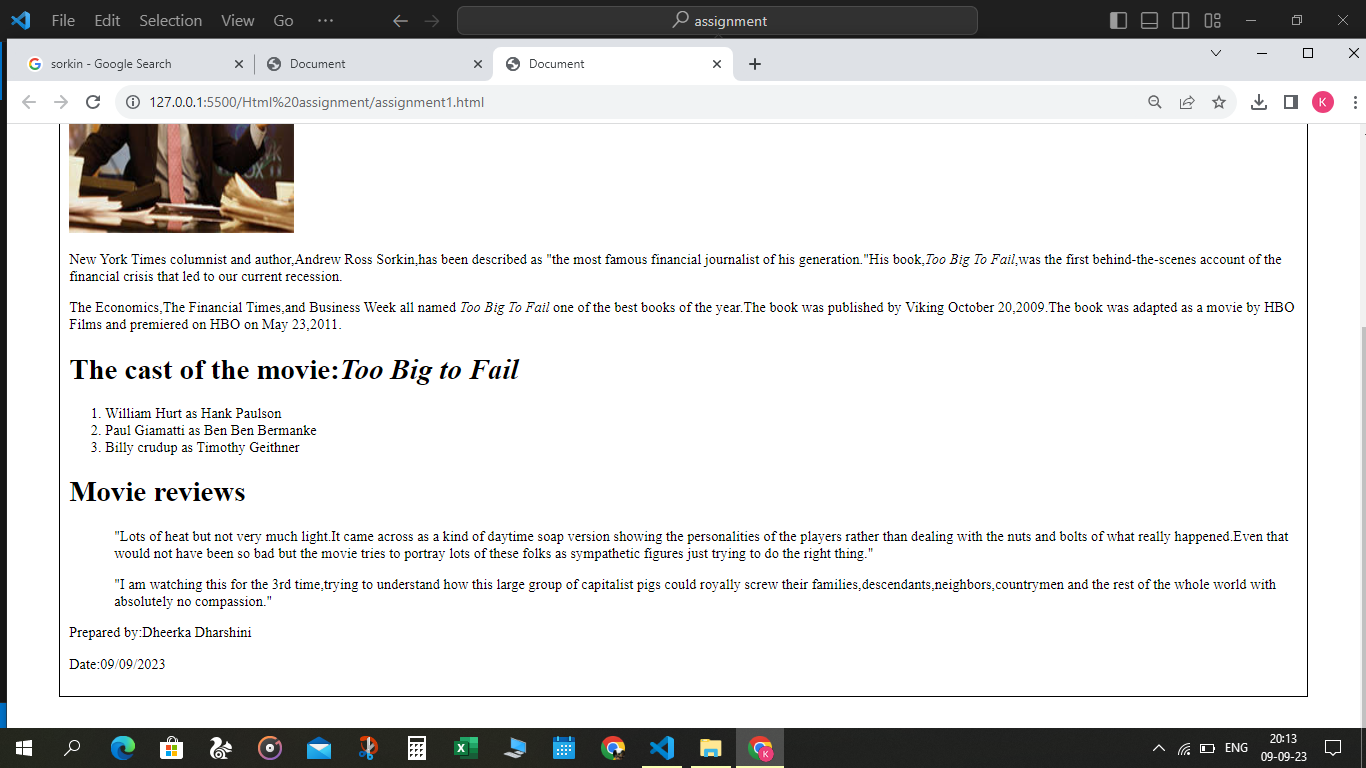 File Edit Selection View Go ··· assignment
sorkin - Google Search Document Document
127.0.0.1:5500/Html%20assignment/assignment1.html K
New York Times columnist and author,Andrew Ross Sorkin,has been described as "the most famous financial journalist of his generation."His book,Too Big To Fail,was the first behind-the-scenes account of the
financial crisis that led to our current recession.
The Economics,The Financial Times,and Business Week all named Too Big To Fail one of the best books of the year.The book was published by Viking October 20,2009.The book was adapted as a movie by HBO
Films and premiered on HBO on May 23,2011.
The cast of the movie:Too Big to Fail
1. William Hurt as Hank Paulson
2. Paul Giamatti as Ben Ben Bermanke
3. Billy crudup as Timothy Geithner
Movie reviews
"Lots of heat but not very much light.It came across as a kind of daytime soap version showing the personalities of the players rather than dealing with the nuts and bolts of what really happened.Even that
would not have been so bad but the movie tries to portray lots of these folks as sympathetic figures just trying to do the right thing."
"I am watching this for the 3rd time,trying to understand how this large group of capitalist pigs could royally screw their families,descendants,neighbors,countrymen and the rest of the whole world with
absolutely no compassion."
Prepared by:Dheerka Dharshini
Date:09/09/2023
ENG 20:13
09-09-23